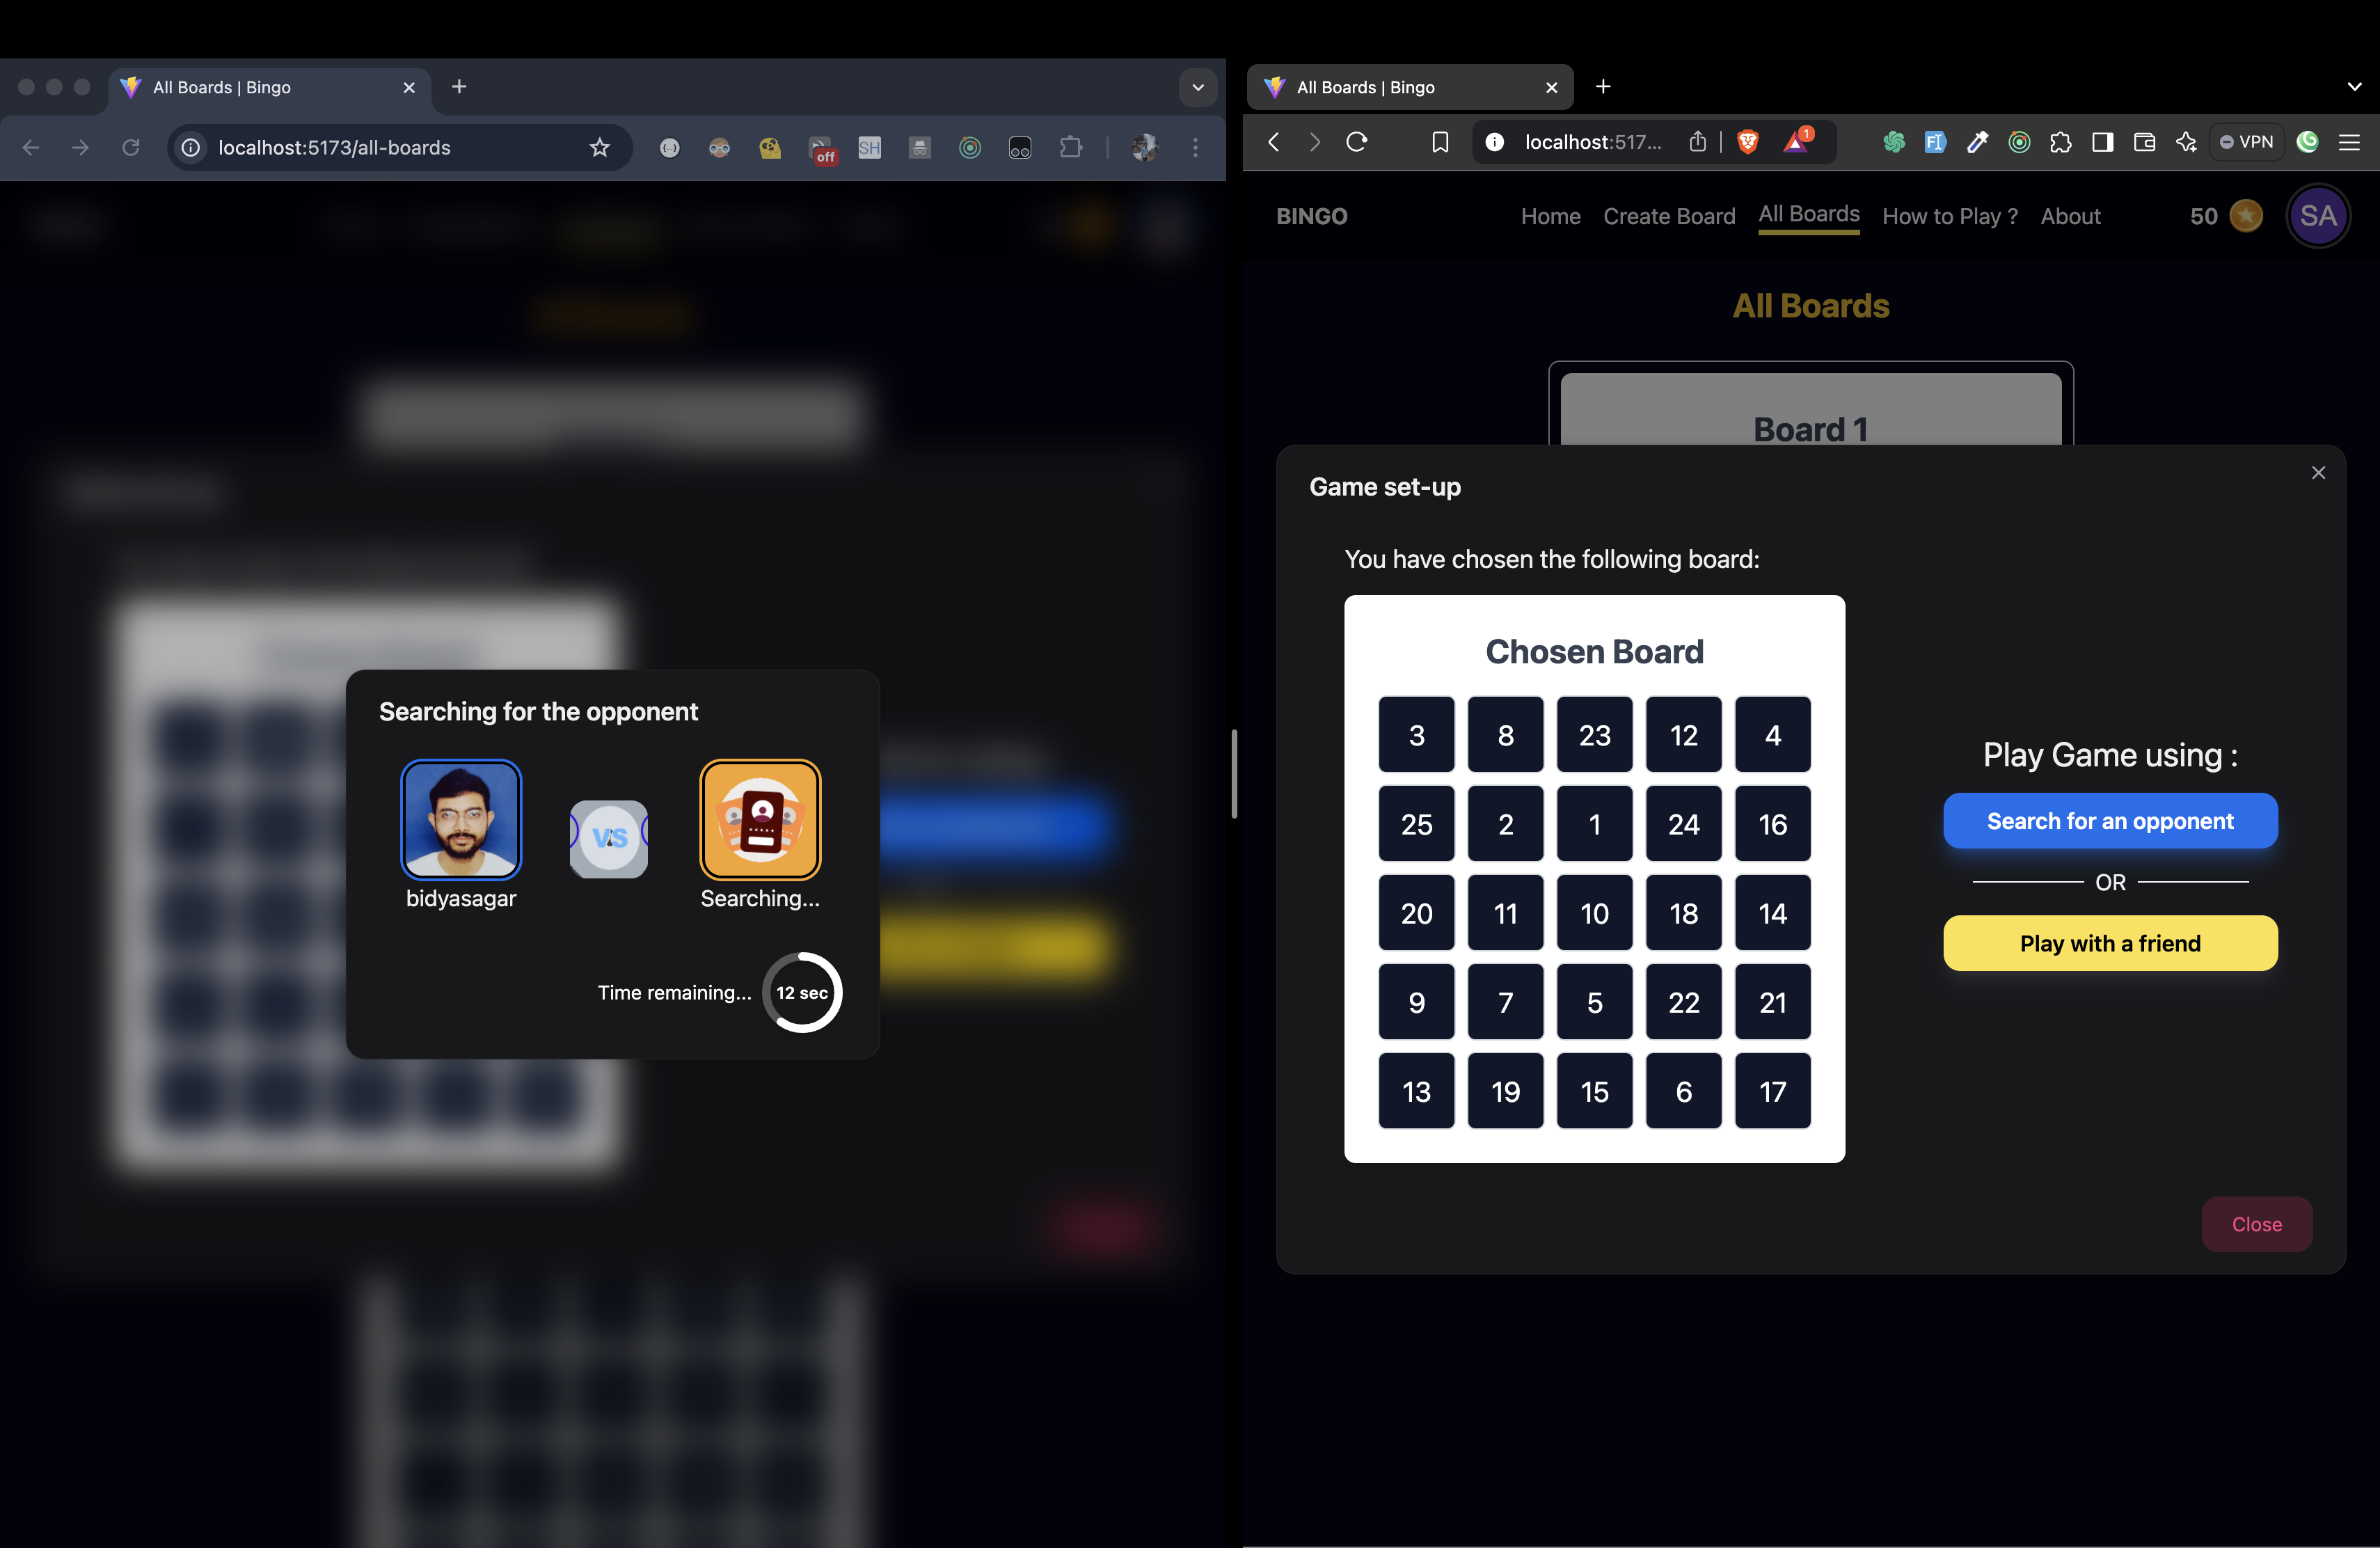 All Boards | Bingo
localhost:5173/all-boards
off
SH
Searching for the opponent
VS
bidyasagar
Searching...
Time remaining...
12 sec
All Boards | Bingo
localhost:517...
1
VPN
BINGO
Home
Create Board
All Boards
How to Play ?
About
50
SA
All Boards
Board 1
Game set-up
You have chosen the following board:
Chosen Board
3 8 23 12 4
25 2 1 24 16
20 11 10 18 14
9 7 5 22 21
13 19 15 6 17
Play Game using :
Search for an opponent
OR
Play with a friend
Close